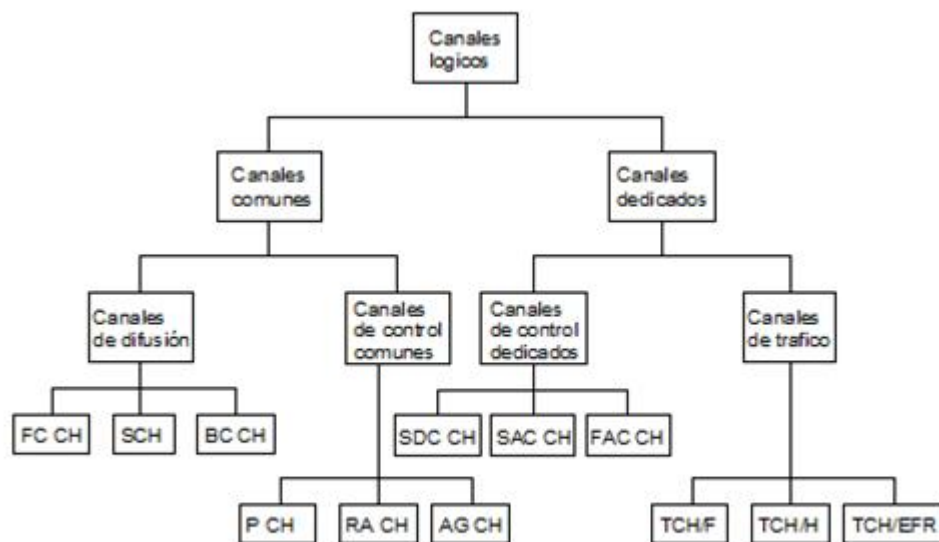 Canales
logicos
Canales
comunes
Canales
dedicados
Canales
de difusión
Canales
de control
comunes
Canales
de control
dedicados
Canales
de trafico
FC CH
SCH
BC CH
SDC CH
SAC CH
FAC CH
P CH
RA CH
AG CH
TCH/F
TCH/H
TCH/EFR